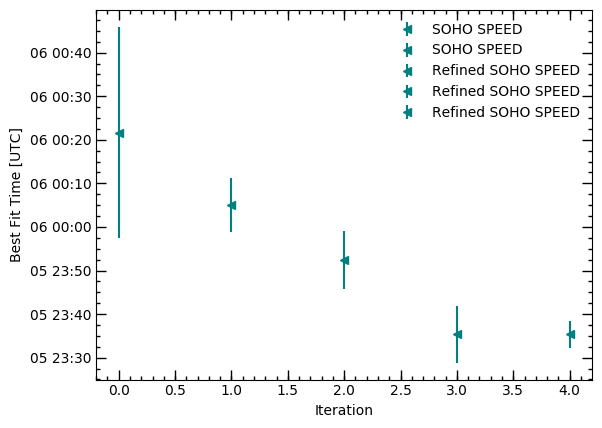 SOHO SPEED
SOHO SPEED
Refined SOHO SPEED
Refined SOHO SPEED
Refined SOHO SPEED
Best Fit Time [UTC]
06 00:40
06 00:30
06 00:20
06 00:10
06 00:00
05 23:50
05 23:40
05 23:30
0.0 0.5 1.0 1.5 2.0 2.5 3.0 3.5 4.0
Iteration